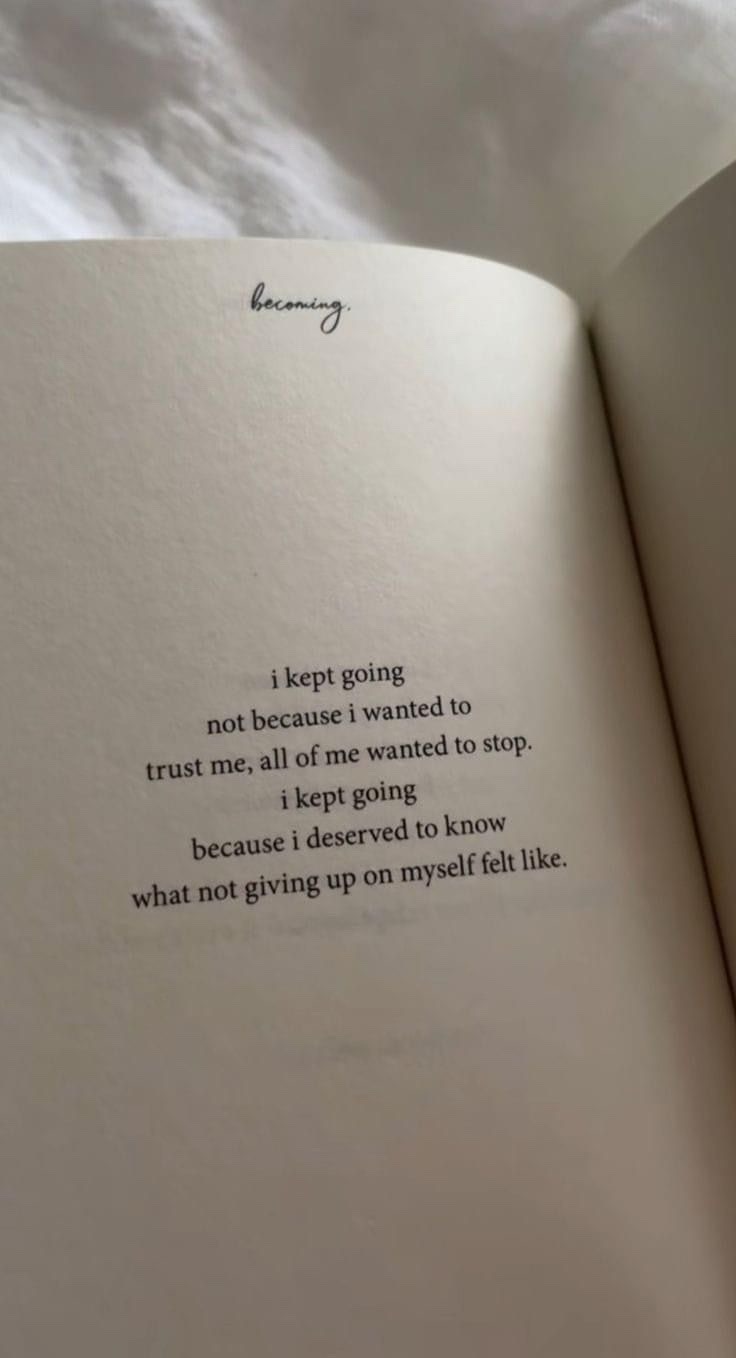 becoming.
i kept going
not because i wanted to
trust me, all of me wanted to stop.
i kept going
because i deserved to know
what not giving up on myself felt like.